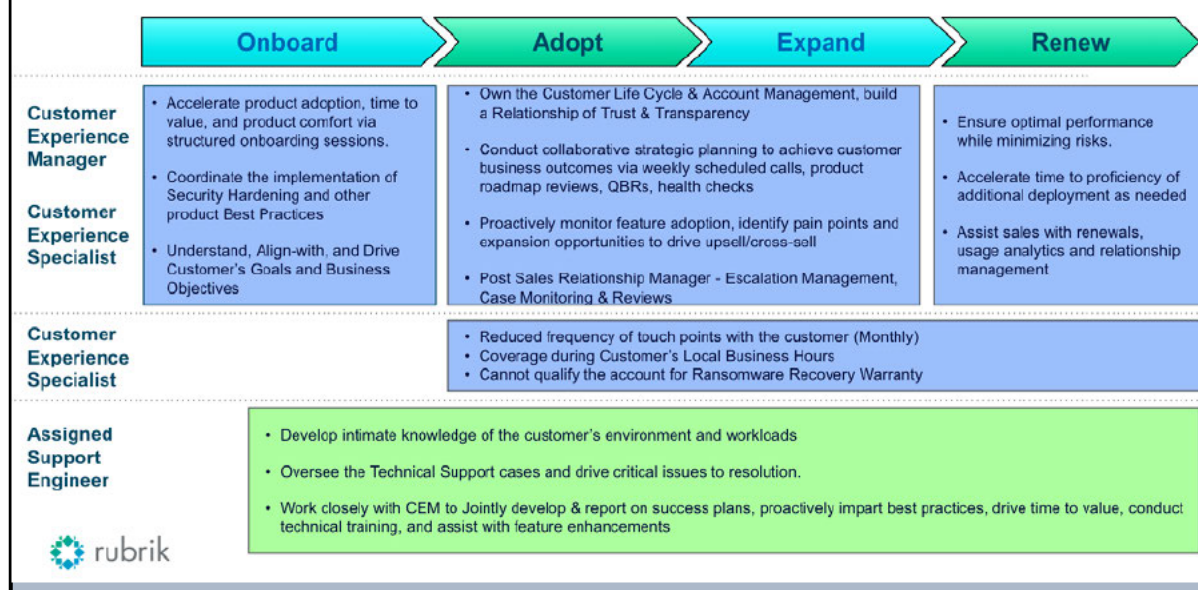 Onboard
Adopt
Expand
Renew
Customer
Experience
Manager
Customer
Experience
Specialist
• Accelerate product adoption, time to
value, and product comfort via
structured onboarding sessions.
• Coordinate the implementation of
Security Hardening and other
product Best Practices
• Understand, Align-with, and Drive
Customer's Goals and Business
Objectives
• Own the Customer Life Cycle & Account Management, build
a Relationship of Trust & Transparency
- Conduct collaborative strategic planning to achieve customer
business outcomes via weekly scheduled calls, product
roadmap reviews, QBRs, health checks
• Proactively monitor feature adoption, identify pain points and
expansion opportunities to drive upsell/cross-sell
• Post Sales Relationship Manager - Escalation Management,
Case Monitoring & Reviews
• Ensure optimal performance
while minimizing risks.
• Accelerate time to proficiency of
additional deployment as needed
• Assist sales with renewals,
usage analytics and relationship
management
Customer
Experience
Specialist
• Reduced frequency of touch points with the customer (Monthly)
• Coverage during Customer's Local Business Hours
• Cannot qualify the account for Ransomware Recovery Warranty
Assigned
Support
Engineer
• Develop intimate knowledge of the customer's environment and workloads
• Oversee the Technical Support cases and drive critical issues to resolution.
• Work closely with CEM to Jointly develop & report on success plans, proactively impart best practices, drive time to value, conduct
technical training, and assist with feature enhancements
rubrik